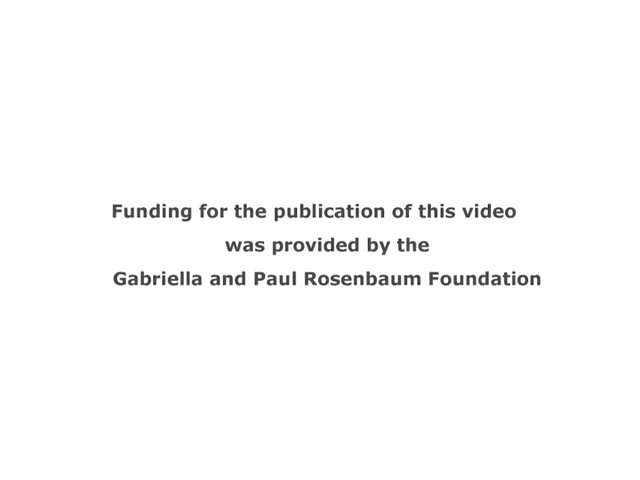 Funding for the publication of this video
was provided by the
Gabriella and Paul Rosenbaum Foundation